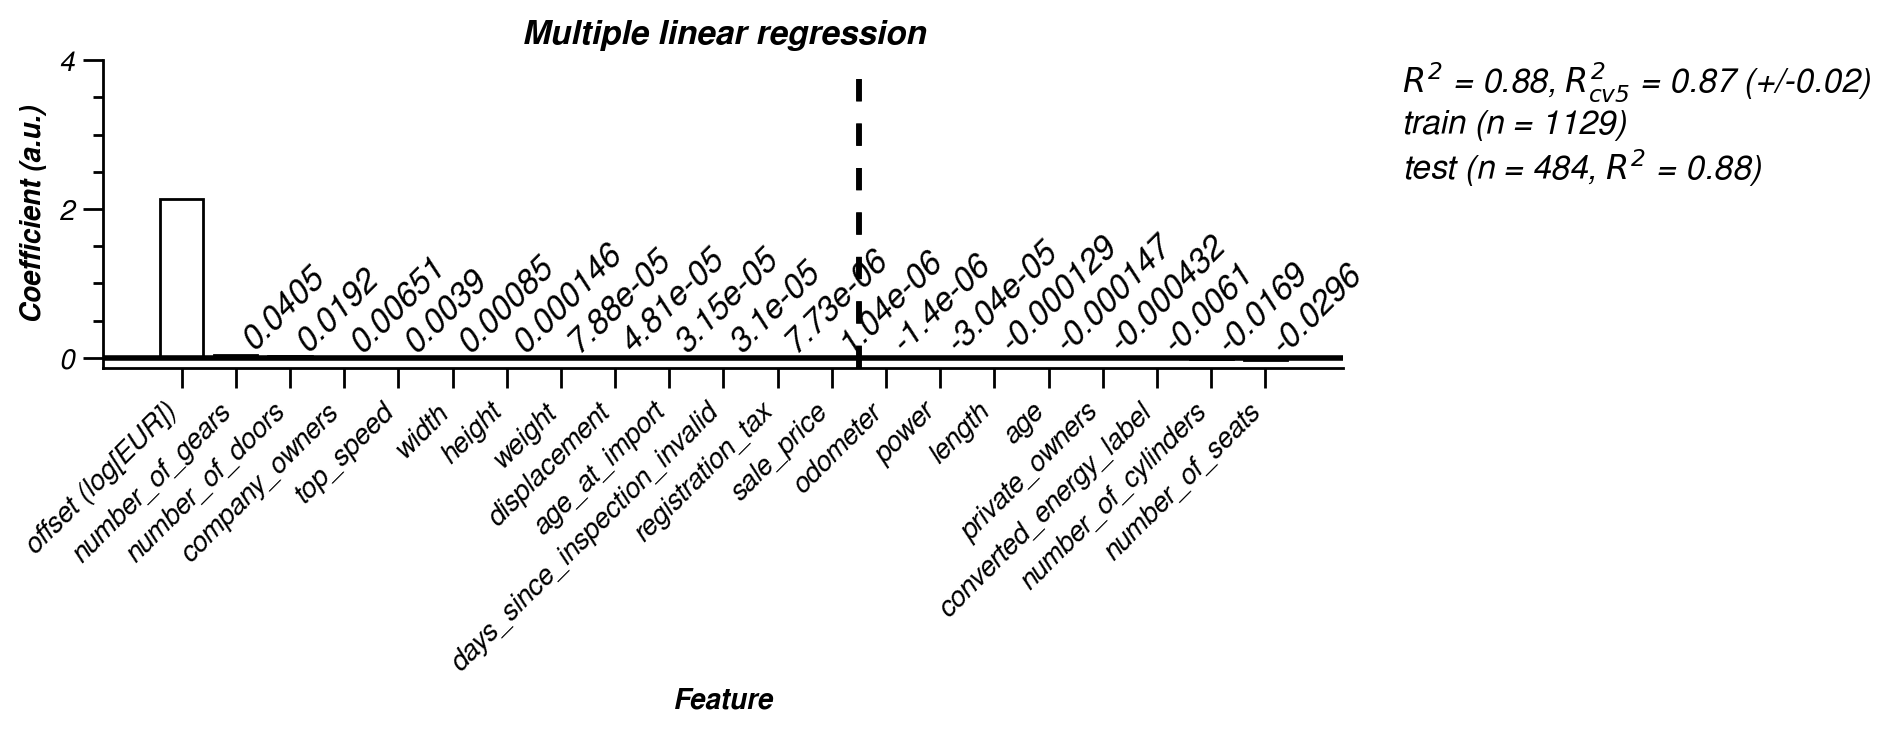 Multiple linear regression
R² = 0.88, R²cv5 = 0.87 (+/-0.02)
train (n = 1129)
test (n = 484, R² = 0.88)
Coefficient (a.u.)
4
2
0
0.0405
0.0192
0.00651
0.0039
0.00085
0.000146
7.88e-05
4.81e-05
3.15e-05
3.1e-05
7.73e-06
1.04e-06
-1.4e-06
-3.04e-05
-0.000129
-0.000147
-0.000432
-0.0061
-0.0169
-0.0296
offset (log[EUR])
number_of_gears
number_of_doors
company_owners
top_speed
width
height
weight
displacement
age_at_import
days_since_inspection_invalid
registration_tax
sale_price
odometer
power
length
age
private_owners
converted_energy_label
number_of_cylinders
number_of_seats
Feature